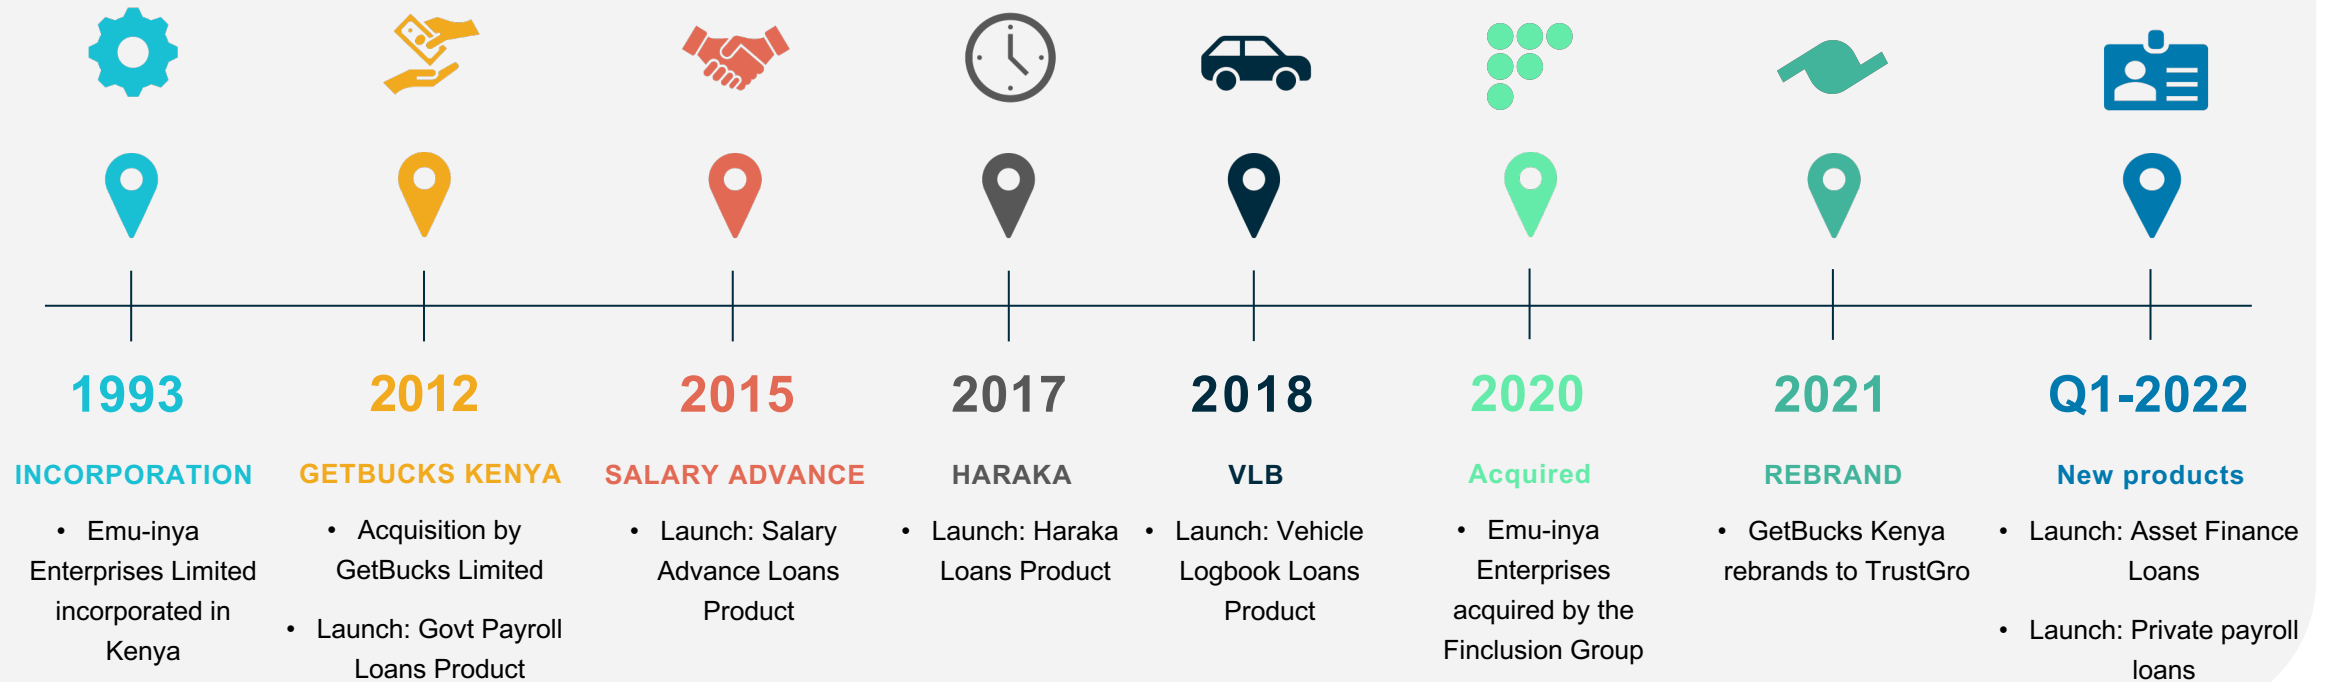 1993
INCORPORATION
• Emu-inya
Enterprises Limited
incorporated in
Kenya
2012
GETBUCKS KENYA
• Acquisition by
GetBucks Limited
• Launch: Govt Payroll
Loans Product
2015
SALARY ADVANCE
• Launch: Salary
Advance Loans
Product
2017
HARAKA
• Launch: Haraka
Loans Product
2018
VLB
• Launch: Vehicle
Logbook Loans
Product
2020
Acquired
• Emu-inya
Enterprises
acquired by the
Finclusion Group
2021
REBRAND
• GetBucks Kenya
rebrands to TrustGro
Q1-2022
New products
• Launch: Asset Finance
Loans
• Launch: Private payroll
loans